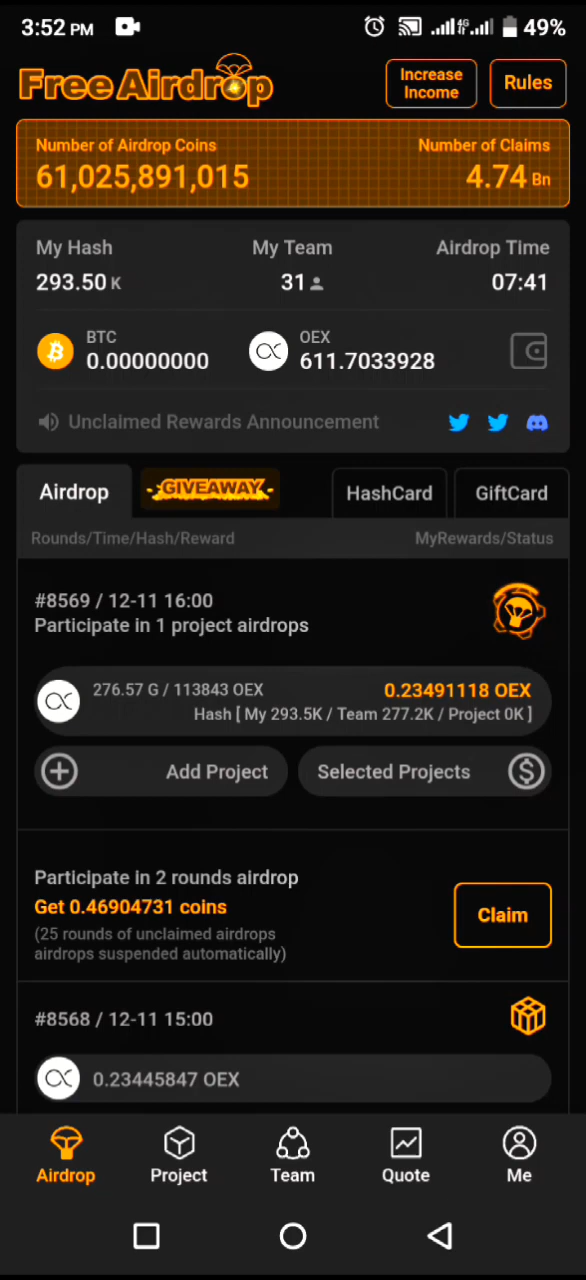 3:52 PM 4G 49%
Free Airdrop
Increase Income
Rules
Number of Airdrop Coins Number of Claims
61,025,891,015 4.74 Bn
My Hash My Team Airdrop Time
293.50 K 31 07:41
BTC OEX
0.00000000 611.7033928
Unclaimed Rewards Announcement
Airdrop GIVEAWAY HashCard GiftCard
Rounds/Time/Hash/Reward MyRewards/Status
#8569 / 12-11 16:00
Participate in 1 project airdrops
276.57 G / 113843 OEX 0.23491118 OEX
Hash [ My 293.5K / Team 277.2K / Project 0K ]
Add Project Selected Projects
Participate in 2 rounds airdrop
Get 0.46904731 coins
Claim
(25 rounds of unclaimed airdrops
airdrops suspended automatically)
#8568 / 12-11 15:00
0.23445847 OEX
Airdrop Project Team Quote Me